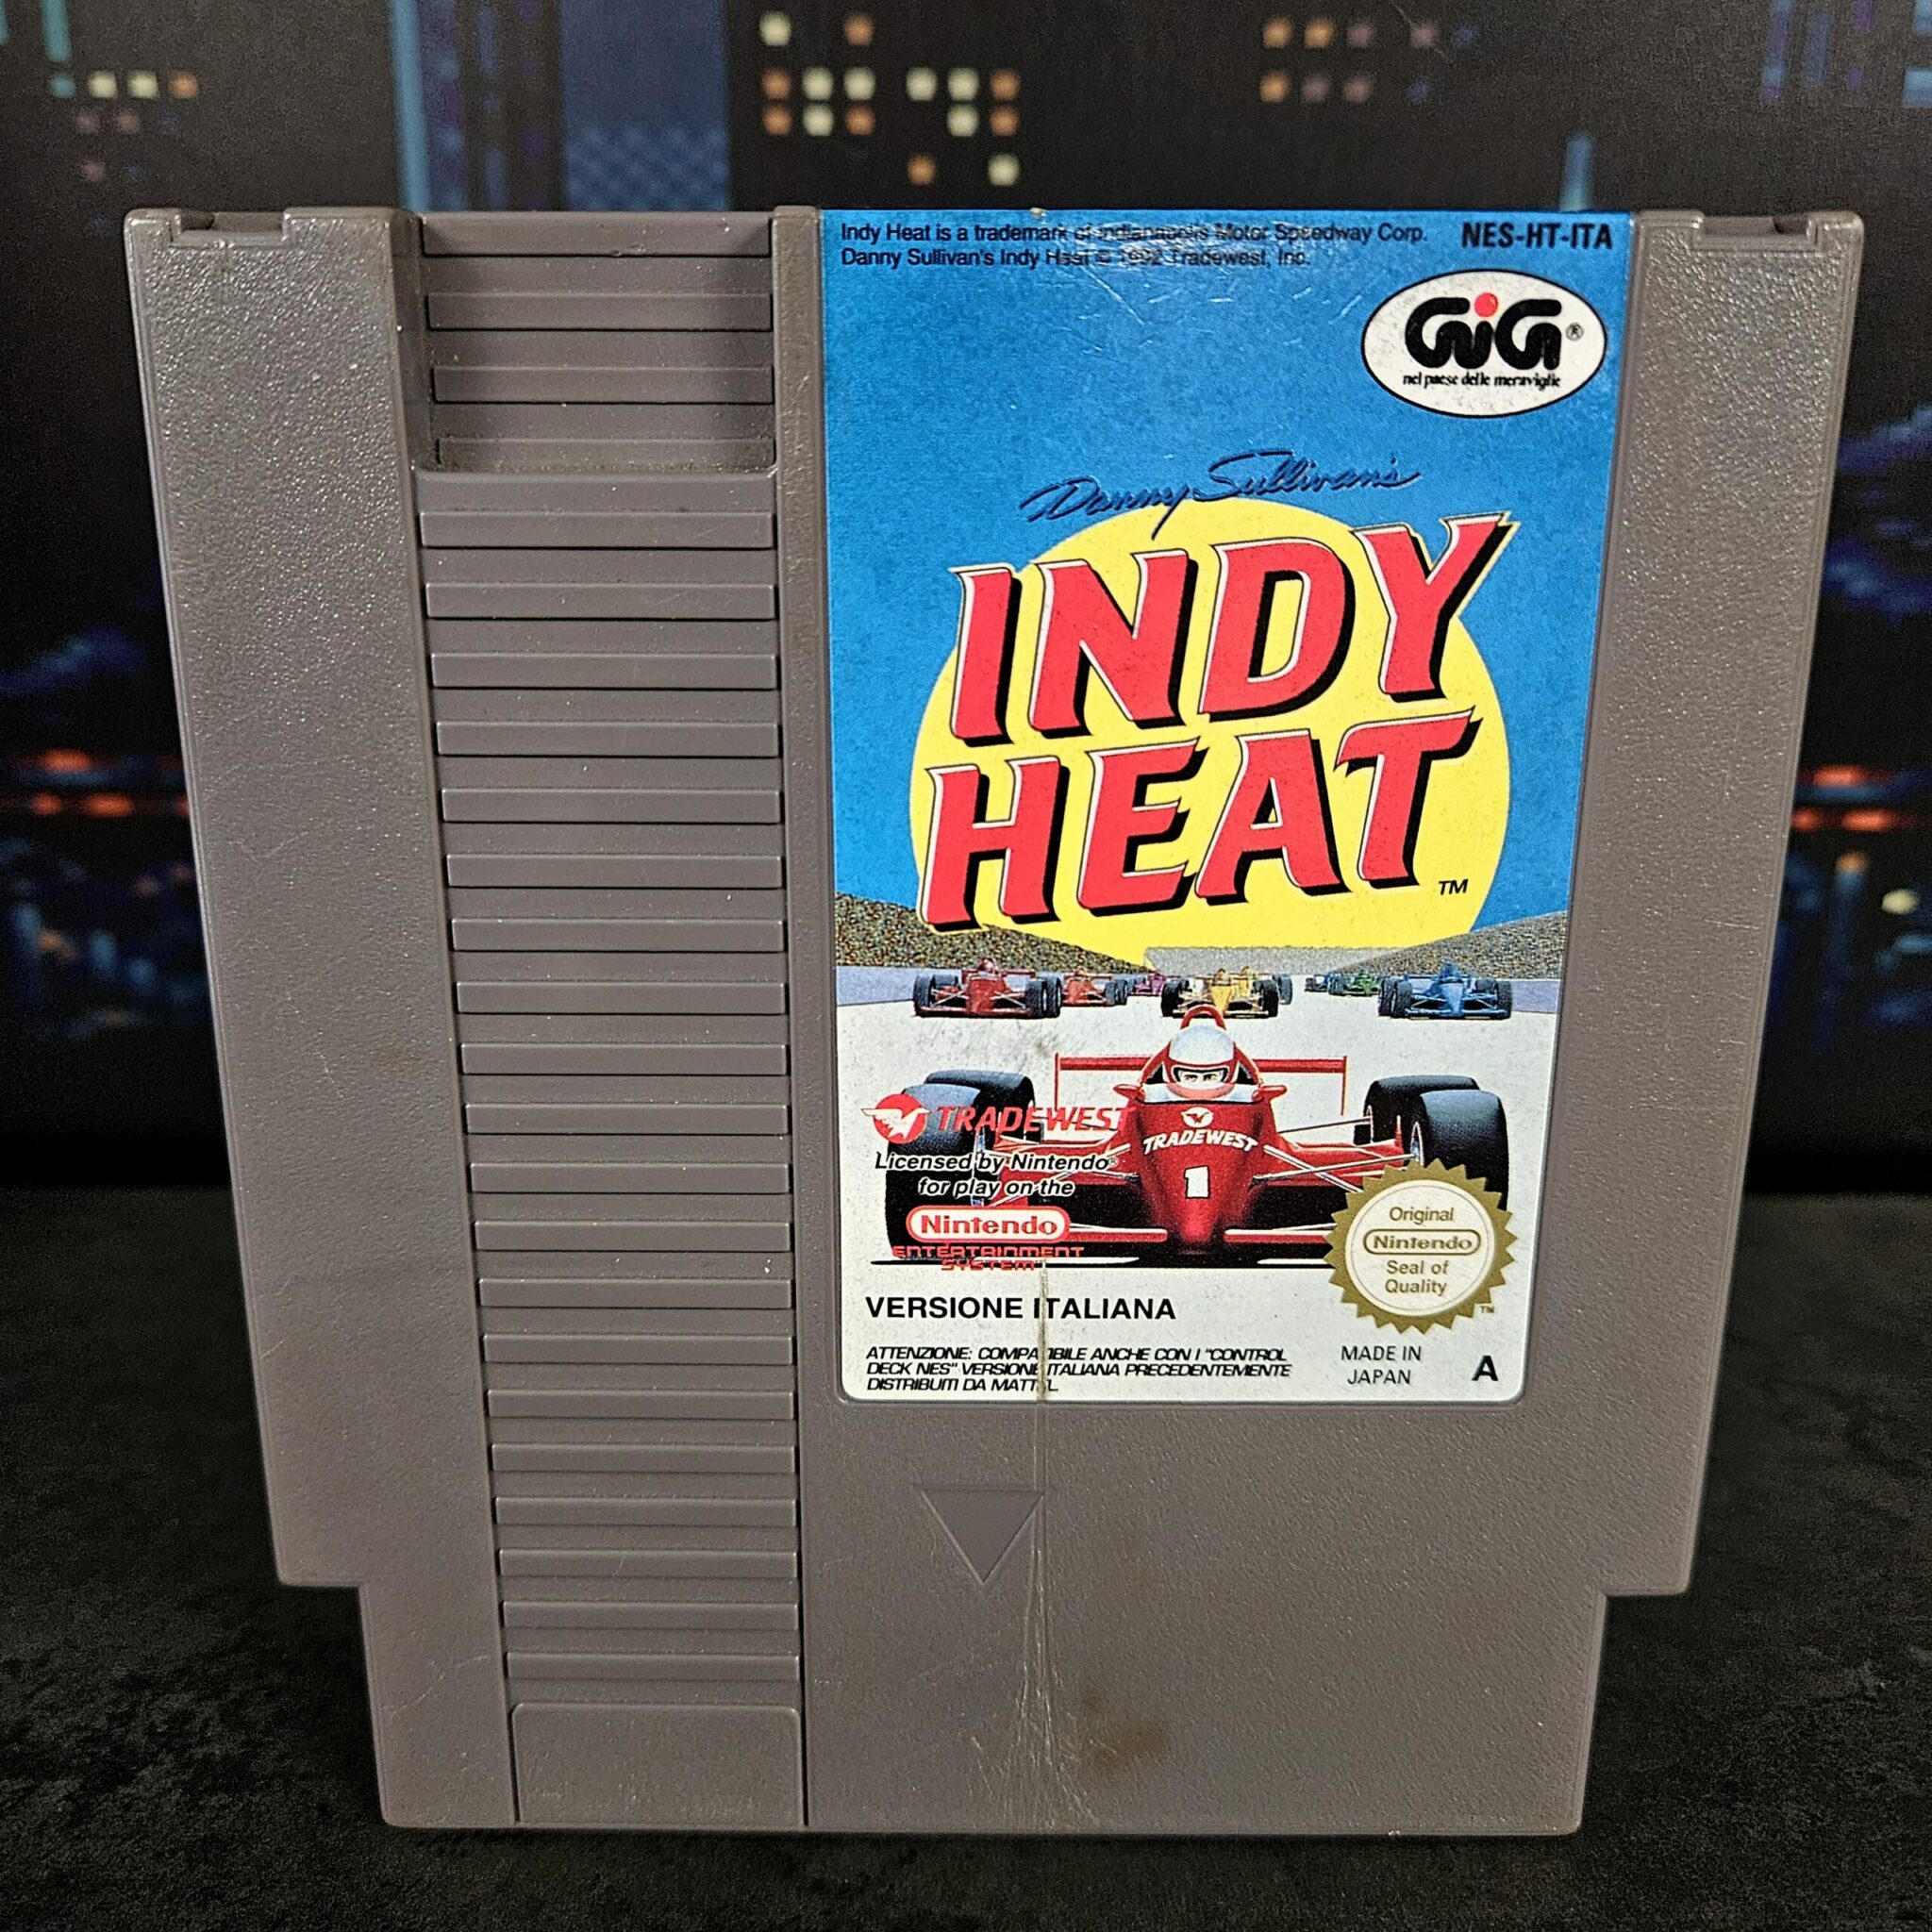 Indy Heat is a trademark of Indianapolis Motor Speedway Corp.
Danny Sullivan's Indy Heat © 1992 Tradewest, Inc.
NES-HT-ITA
GiG®
nel paese delle meraviglie
Danny Sullivan's
INDY
HEAT™
TRADEWEST
TRADEWEST
1
Licensed by Nintendo®
for play on the
Nintendo
ENTERTAINMENT
SYSTEM
Original
Nintendo
Seal of
Quality
™
VERSIONE ITALIANA
ATTENZIONE: COMPATIBILE ANCHE CON I "CONTROL
DECK NES" VERSIONE ITALIANA PRECEDENTEMENTE
DISTRIBUITI DA MATTEL.
MADE IN
JAPAN
A